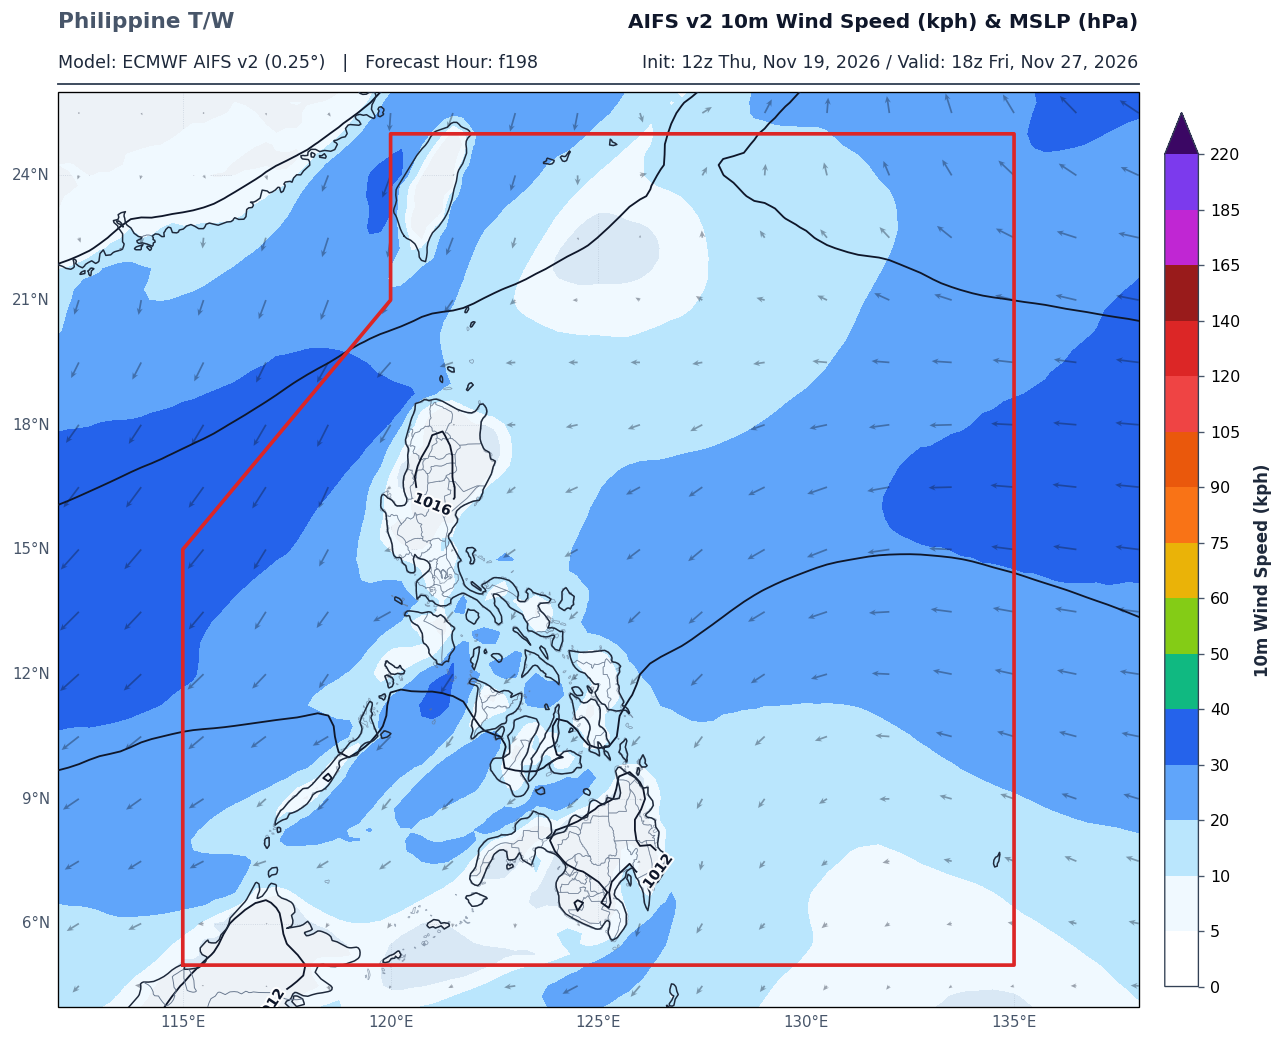 Philippine T/W
AIFS v2 10m Wind Speed (kph) & MSLP (hPa)
Model: ECMWF AIFS v2 (0.25°) | Forecast Hour: f198
Init: 12z Thu, Nov 19, 2026 / Valid: 18z Fri, Nov 27, 2026
24°N
21°N
18°N
15°N
12°N
9°N
6°N
1016
1012
12
115°E
120°E
125°E
130°E
135°E
220
185
165
140
120
105
90
75
60
50
40
30
20
10
5
0
10m Wind Speed (kph)